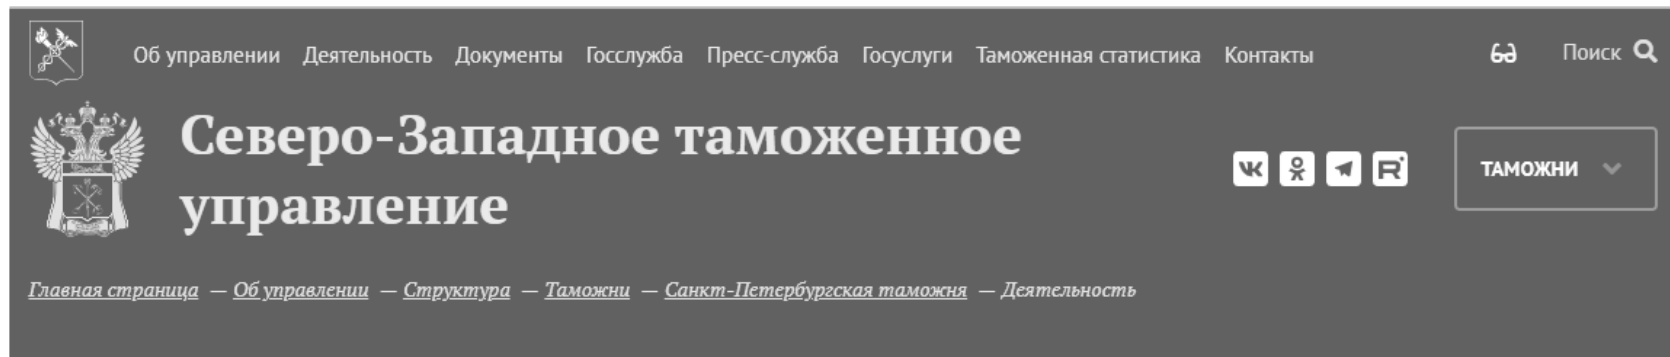 Об управлении Деятельность Документы Госслужба Пресс-служба Госуслуги Таможенная статистика Контакты Поиск
Северо-Западное таможенное
управление
ТАМОЖНИ
Главная страница — Об управлении — Структура — Таможни — Санкт-Петербургская таможня — Деятельность